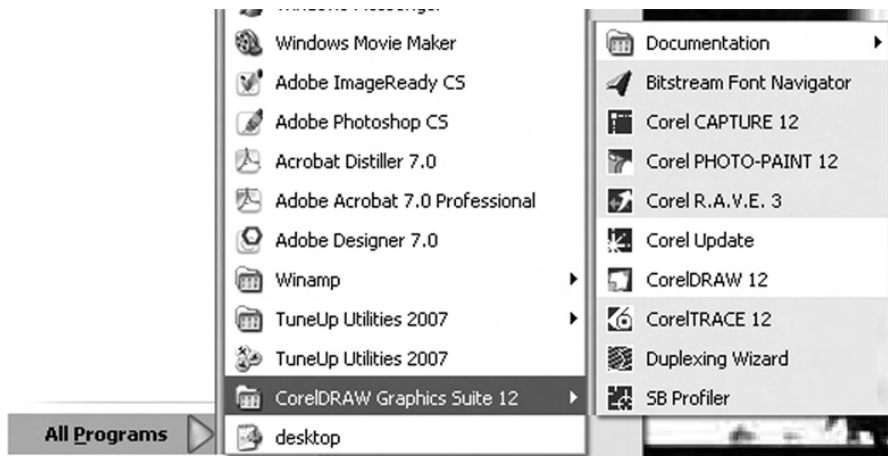 Windows Messenger
Windows Movie Maker
Adobe ImageReady CS
Adobe Photoshop CS
Acrobat Distiller 7.0
Adobe Acrobat 7.0 Professional
Adobe Designer 7.0
Winamp
TuneUp Utilities 2007
TuneUp Utilities 2007
CorelDRAW Graphics Suite 12
desktop
All Programs
Documentation
Bitstream Font Navigator
Corel CAPTURE 12
Corel PHOTO-PAINT 12
Corel R.A.V.E. 3
Corel Update
CorelDRAW 12
CorelTRACE 12
Duplexing Wizard
SB Profiler